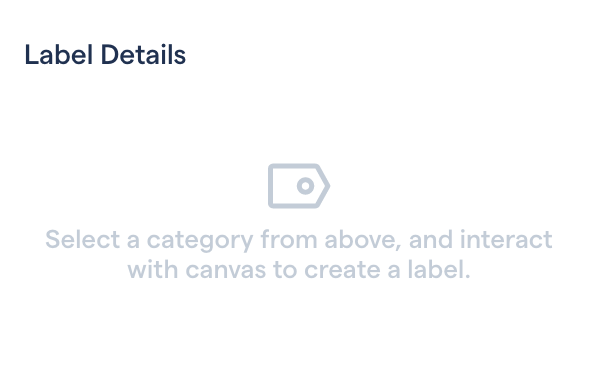 Label Details
Select a category from above, and interact
with canvas to create a label.